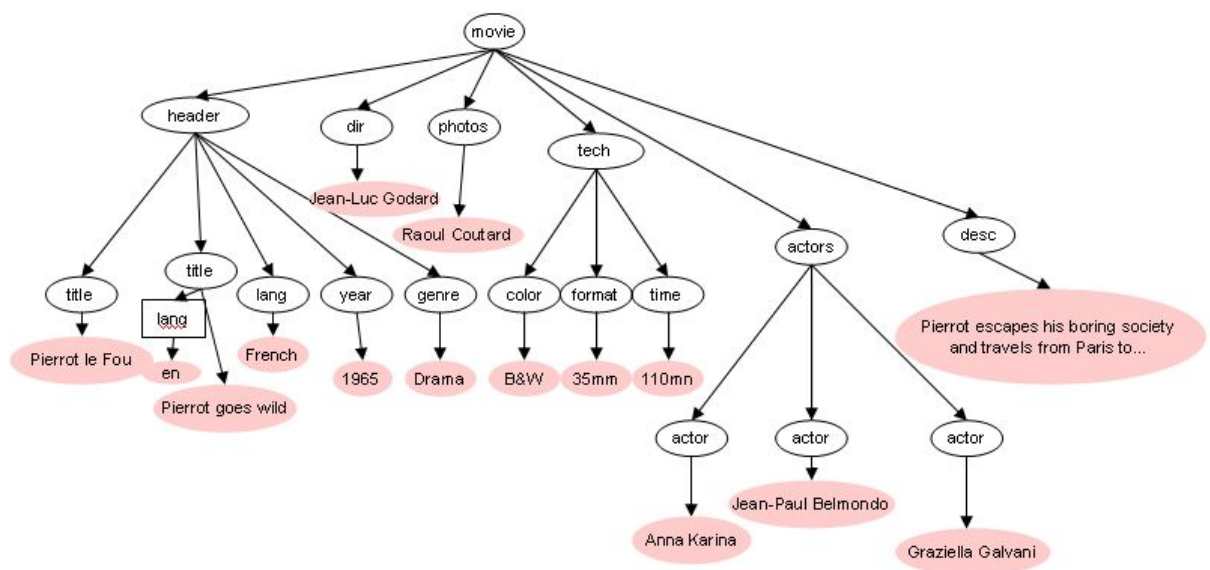 movie
header
dir
photos
tech
Jean-Luc Godard
Raoul Coutard
actors
desc
title
title
lang
year
genre
color
format
time
lang
Pierrot le Fou
en
French
1965
Drama
B&W
35mm
110mn
Pierrot goes wild
Pierrot escapes his boring society
and travels from Paris to...
actor
actor
actor
Jean-Paul Belmondo
Anna Karina
Graziella Galvani